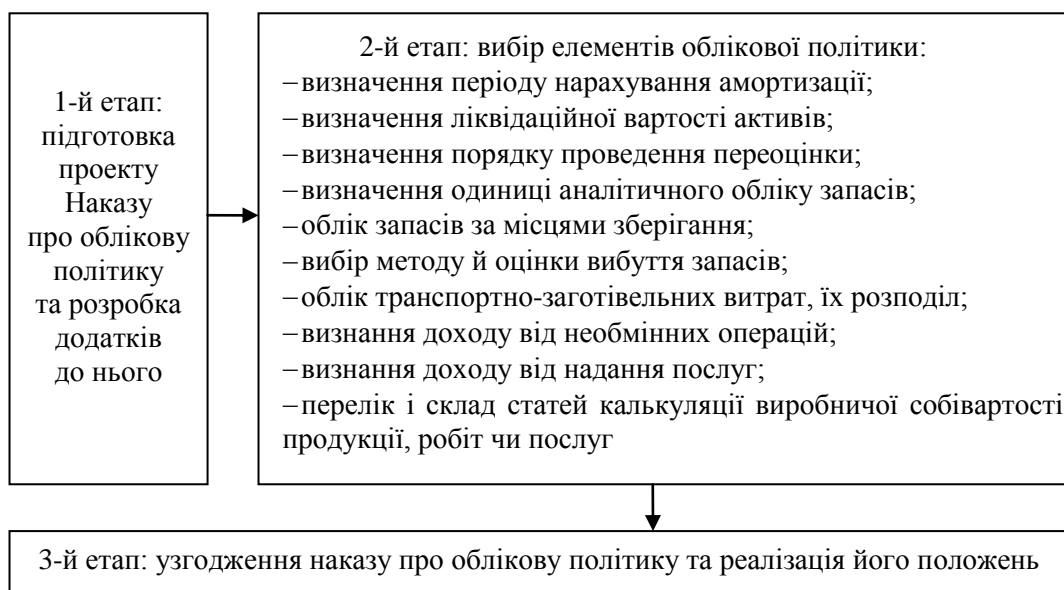 1-й етап:
підготовка
проекту
Наказу
про облікову
політику
та розробка
додатків
до нього
2-й етап: вибір елементів облікової політики:
−визначення періоду нарахування амортизації;
−визначення ліквідаційної вартості активів;
−визначення порядку проведення переоцінки;
−визначення одиниці аналітичного обліку запасів;
−облік запасів за місцями зберігання;
−вибір методу й оцінки вибуття запасів;
−облік транспортно-заготівельних витрат, їх розподіл;
−визнання доходу від необмінних операцій;
−визнання доходу від надання послуг;
−перелік і склад статей калькуляції виробничої собівартості
продукції, робіт чи послуг
3-й етап: узгодження наказу про облікову політику та реалізація його положень